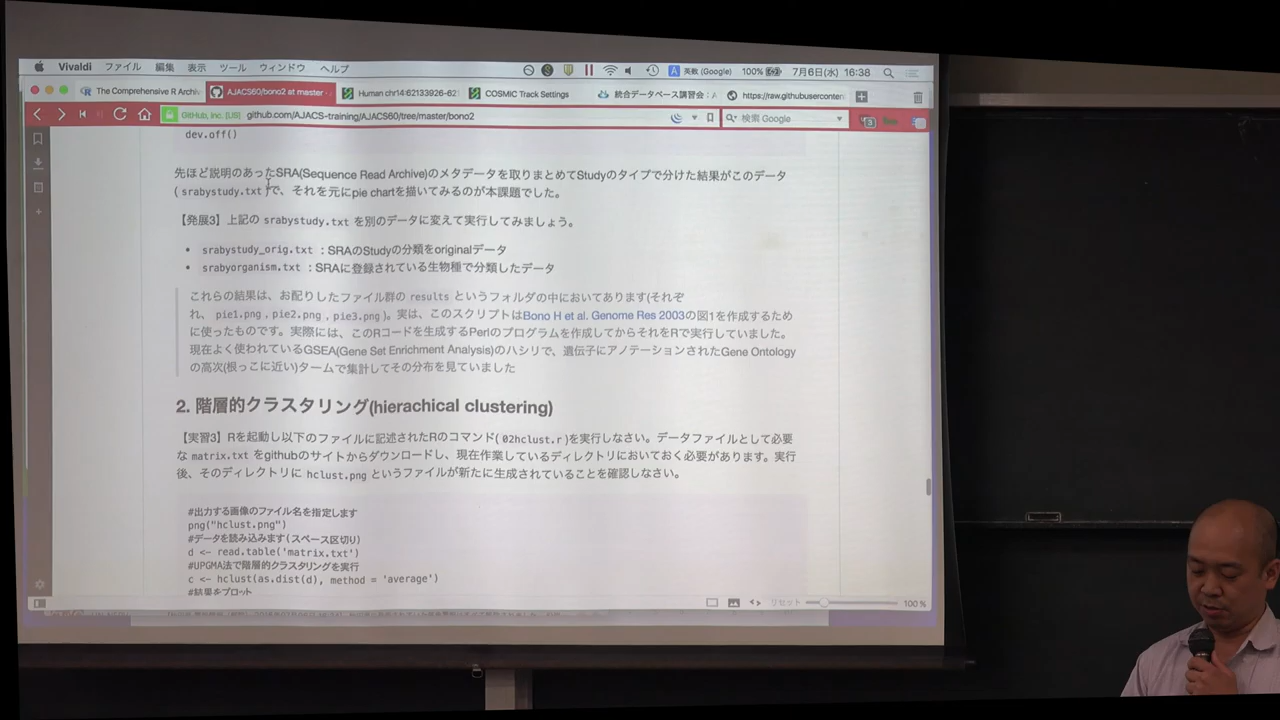 Vivaldi ファイル 編集 表示 ツール ウィンドウ ヘルプ 英数 (Google) 100% 7月6日(水) 16:38
The Comprehensive R Archiv AJACS60/bono2 at master · Human chr14:62133926-62 COSMIC Track Settings 統合データベース講習会：A https://raw.githubuserconten
GitHub, Inc. [US] github.com/AJACS-training/AJACS60/tree/master/bono2 検索 Google
dev.off()
先ほど説明のあったSRA(Sequence Read Archive)のメタデータを取りまとめてStudyのタイプで分けた結果がこのデータ
( srabystudy.txt )で、それを元にpie chartを描いてみるのが本課題でした。
【発展3】上記の srabystudy.txt を別のデータに変えて実行してみましょう。
• srabystudy_orig.txt ：SRAのStudyの分類をoriginalデータ
• srabyorganism.txt ：SRAに登録されている生物種で分類したデータ
これらの結果は、お配りしたファイル群の results というフォルダの中においてあります(それぞ
れ、 pie1.png , pie2.png , pie3.png)。実は、このスクリプトはBono H et al. Genome Res 2003の図1を作成するため
に使ったものです。実際には、このRコードを生成するPerlのプログラムを作成してからそれをRで実行していました。
現在よく使われているGSEA(Gene Set Enrichment Analysis)のハシリで、遺伝子にアノテーションされたGene Ontology
の高次(根っこに近い)タームで集計してその分布を見ていました
2. 階層的クラスタリング(hierachical clustering)
【実習3】Rを起動し以下のファイルに記述されたRのコマンド( 02hclust.r )を実行しなさい。データファイルとして必要
な matrix.txt をgithubのサイトからダウンロードし、現在作業しているディレクトリにおいておく必要があります。実行
後、そのディレクトリに hclust.png というファイルが新たに生成されていることを確認しなさい。
#出力する画像のファイル名を指定します
png("hclust.png")
#データを読み込みます(スペース区切り)
d <- read.table('matrix.txt')
#UPGMA法で階層的クラスタリングを実行
c <- hclust(as.dist(d), method = 'average')
#結果をプロット
リセット 100 %